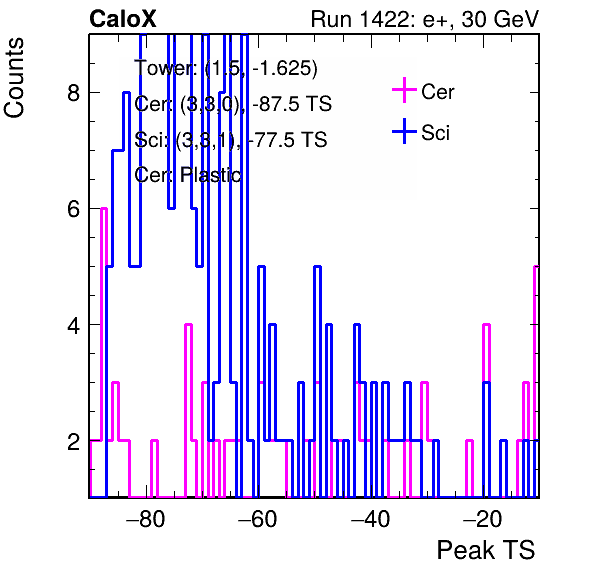 CaloX Run 1422: e+, 30 GeV
Counts
Tower: (1.5, -1.625)
Cer: (3,3,0), -87.5 TS
Sci: (3,3,1), -77.5 TS
Cer: Plastic
Cer
Sci
8
6
4
2
−80 −60 −40 −20
Peak TS